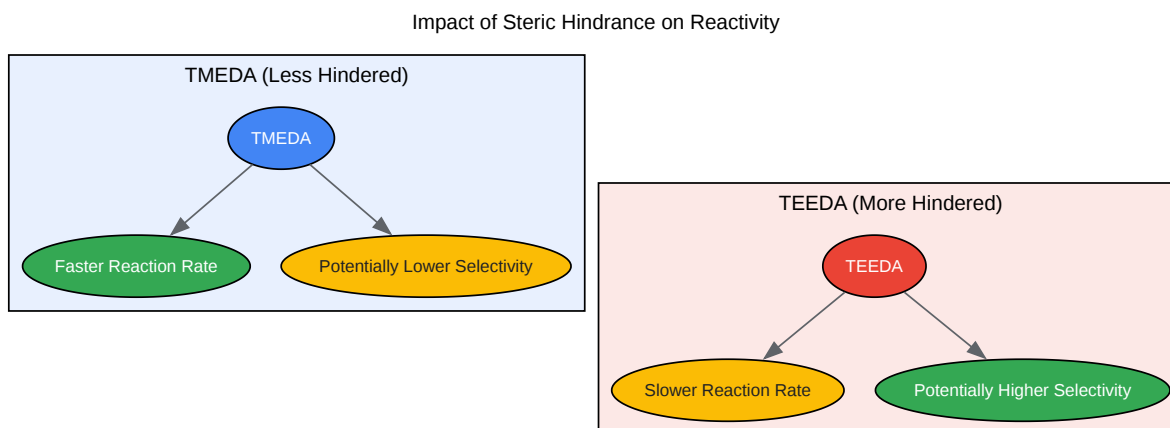 Impact of Steric Hindrance on Reactivity
TMEDA (Less Hindered)
TMEDA
Faster Reaction Rate
Potentially Lower Selectivity
TEEDA (More Hindered)
TEEDA
Slower Reaction Rate
Potentially Higher Selectivity